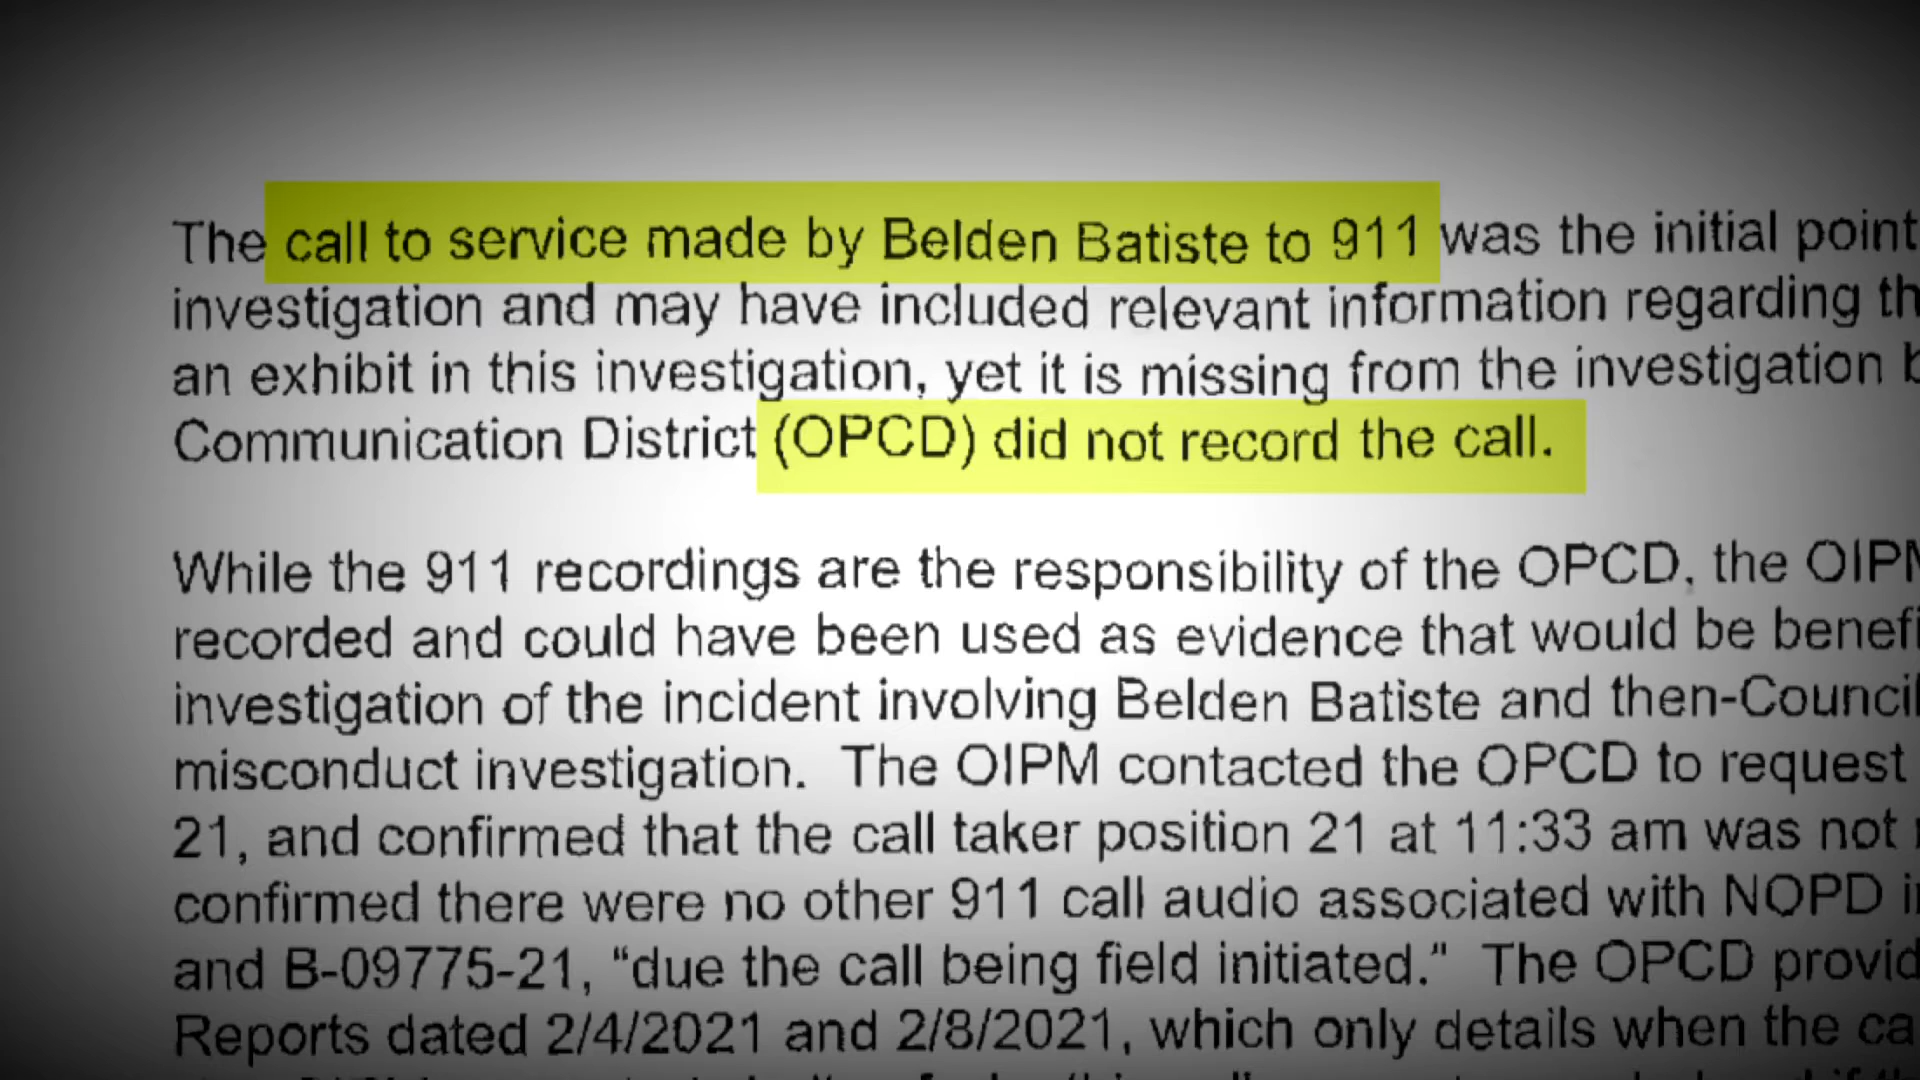 The call to service made by Belden Batiste to 911 was the initial point
investigation and may have included relevant information regarding th
an exhibit in this investigation, yet it is missing from the investigation b
Communication District (OPCD) did not record the call.
While the 911 recordings are the responsibility of the OPCD, the OIPM
recorded and could have been used as evidence that would be benefi
investigation of the incident involving Belden Batiste and then-Council
misconduct investigation. The OIPM contacted the OPCD to request
21, and confirmed that the call taker position 21 at 11:33 am was not
confirmed there were no other 911 call audio associated with NOPD i
and B-09775-21, “due the call being field initiated.” The OPCD provid
Reports dated 2/4/2021 and 2/8/2021, which only details when the ca